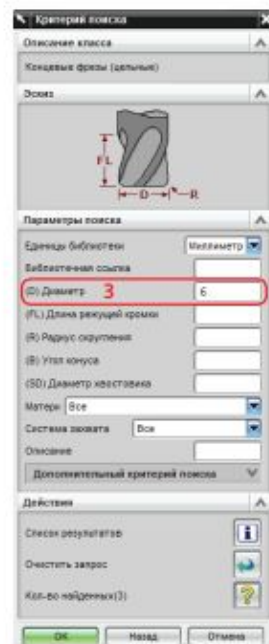 Критерий поиска
Описание класса
Концевые фрезы (цельные)
Эскиз
FL
D
R
Параметры поиска
Единицы библиотеки Миллиметр
Библиотечная ссылка
(D) Диаметр 3 6
(FL) Длина режущей кромки
(R) Радиус скругления
(B) Угол конуса
(SD) Диаметр хвостовика
Матери Все
Система захвата Все
Описание
Дополнительный критерий поиска
Действия
Список результатов
Очистить запрос
Кол-во найденных(3)
OK Назад Отмена